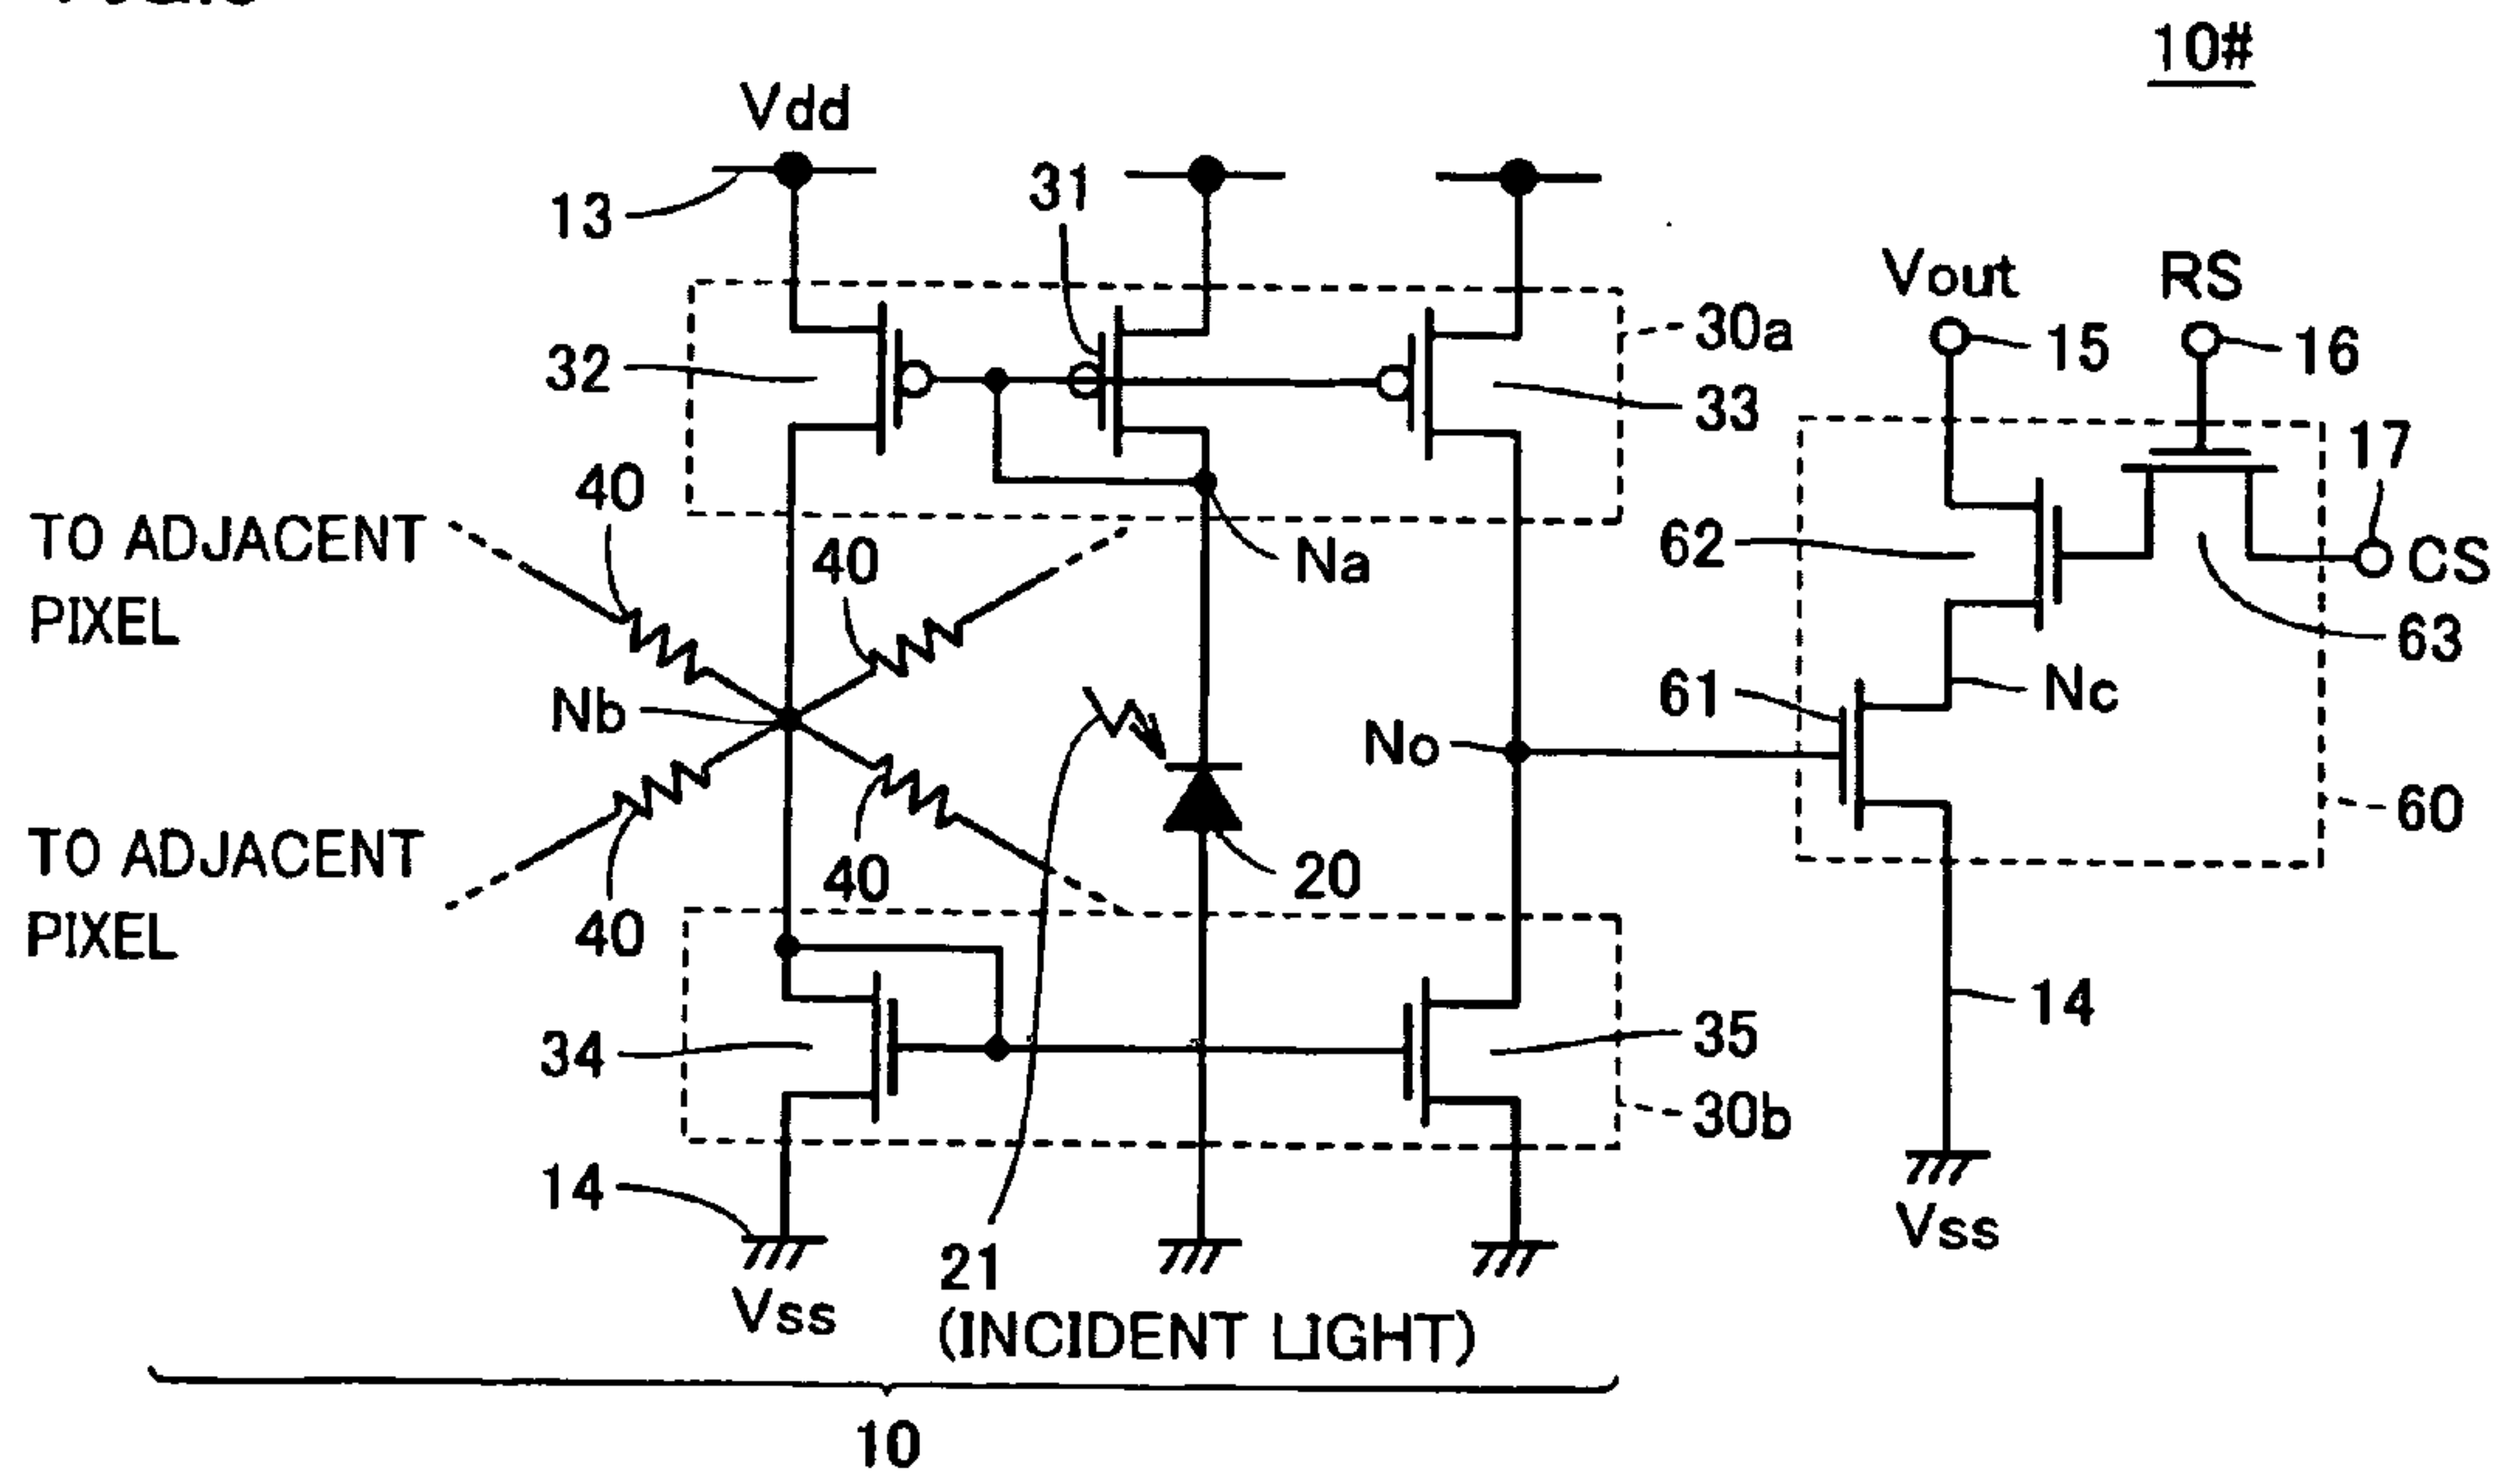 10#
Vdd
13
31
Vout
RS
15
16
32
30a
33
17
40
TO ADJACENT
PIXEL
40
Na
62
CS
63
Nb
61
Nc
No
60
TO ADJACENT
PIXEL
40
40
20
34
35
14
30b
14
21
(INCIDENT LIGHT)
Vss
Vss
10